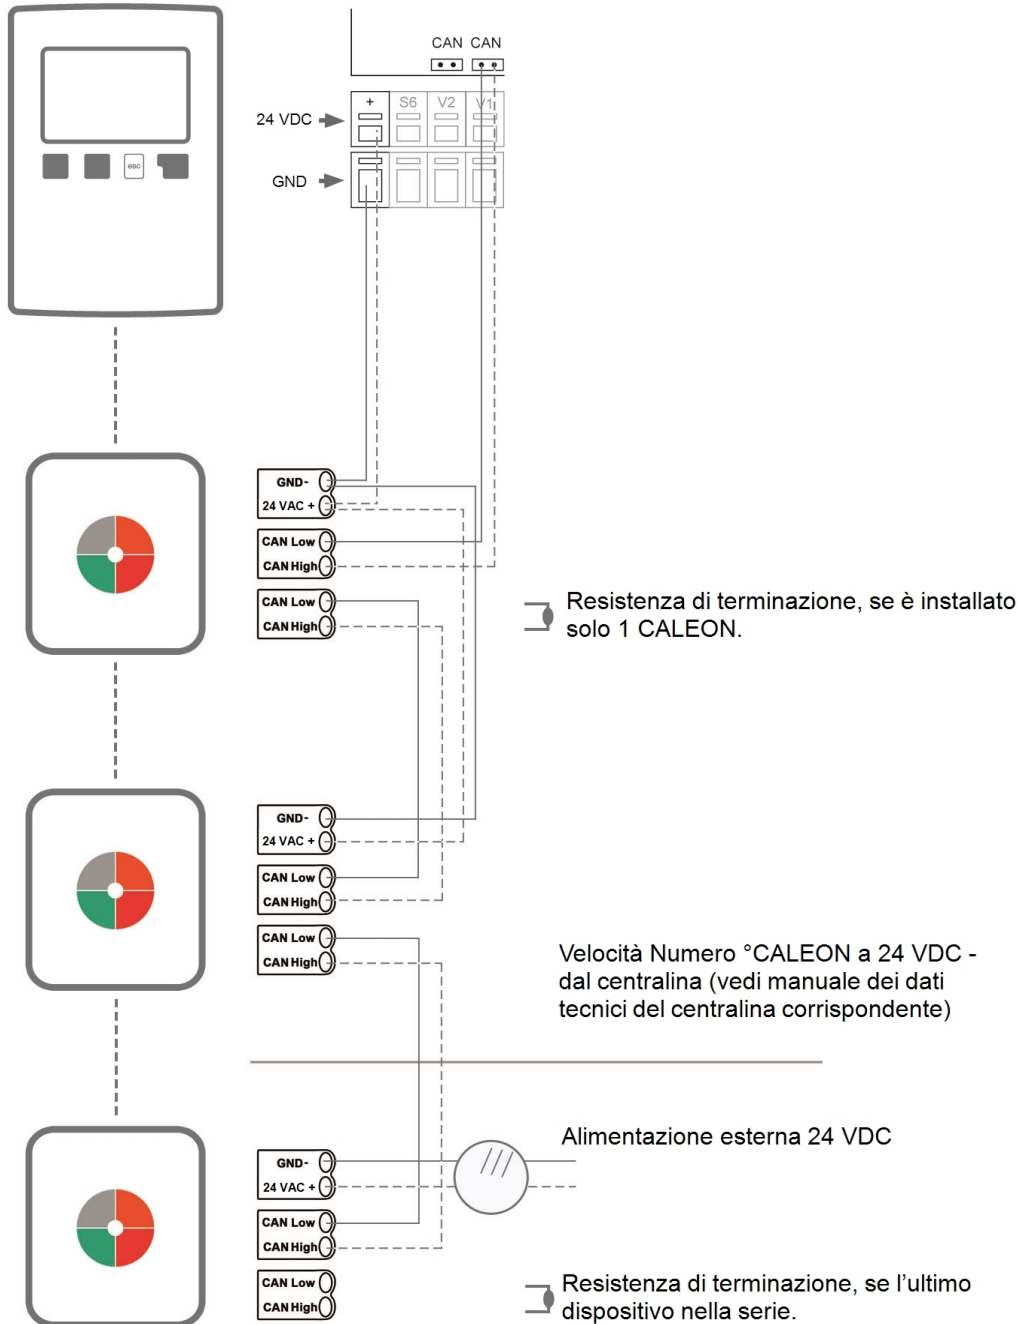 CAN CAN
+ S6 V2 V1
24 VDC
esc
GND
GND-
24 VAC +
CAN Low
CAN High
CAN Low
CAN High
Resistenza di terminazione, se è installato
solo 1 CALEON.
GND-
24 VAC +
CAN Low
CAN High
CAN Low
CAN High
Velocità Numero °CALEON a 24 VDC -
dal centralina (vedi manuale dei dati
tecnici del centralina corrispondente)
Alimentazione esterna 24 VDC
GND-
24 VAC +
CAN Low
CAN High
CAN Low
CAN High
Resistenza di terminazione, se l'ultimo
dispositivo nella serie.